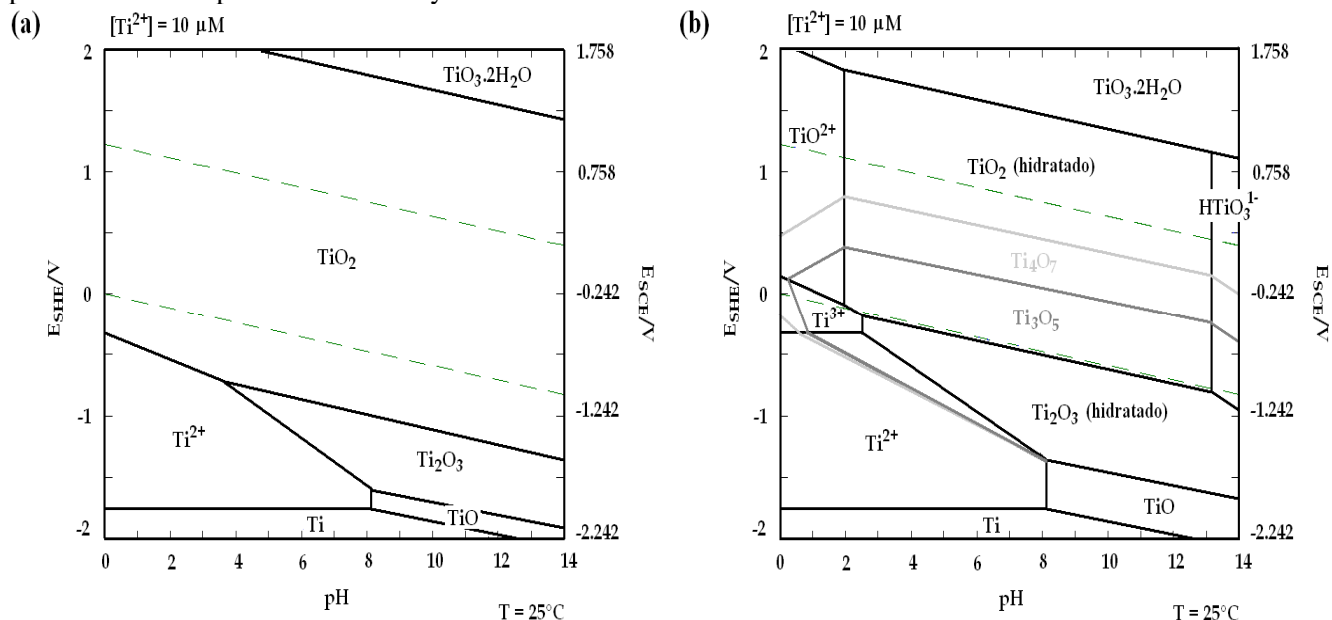 (a)
[Ti2+] = 10 µM
2
1
0
-1
-2
ESHE/V
1.758
0.758
-0.242
-1.242
-2.242
ESCE/V
TiO3.2H2O
TiO2
Ti2+
Ti2O3
TiO
Ti
0 2 4 6 8 10 12 14
pH
T = 25°C
(b)
[Ti2+] = 10 µM
2
1
0
-1
-2
ESHE/V
1.758
0.758
-0.242
-1.242
-2.242
ESCE/V
TiO3.2H2O
TiO2+
TiO2 (hidratado)
HTiO31-
Ti4O7
Ti3O5
Ti3+
Ti2O3 (hidratado)
Ti2+
TiO
Ti
0 2 4 6 8 10 12 14
pH
T = 25°C